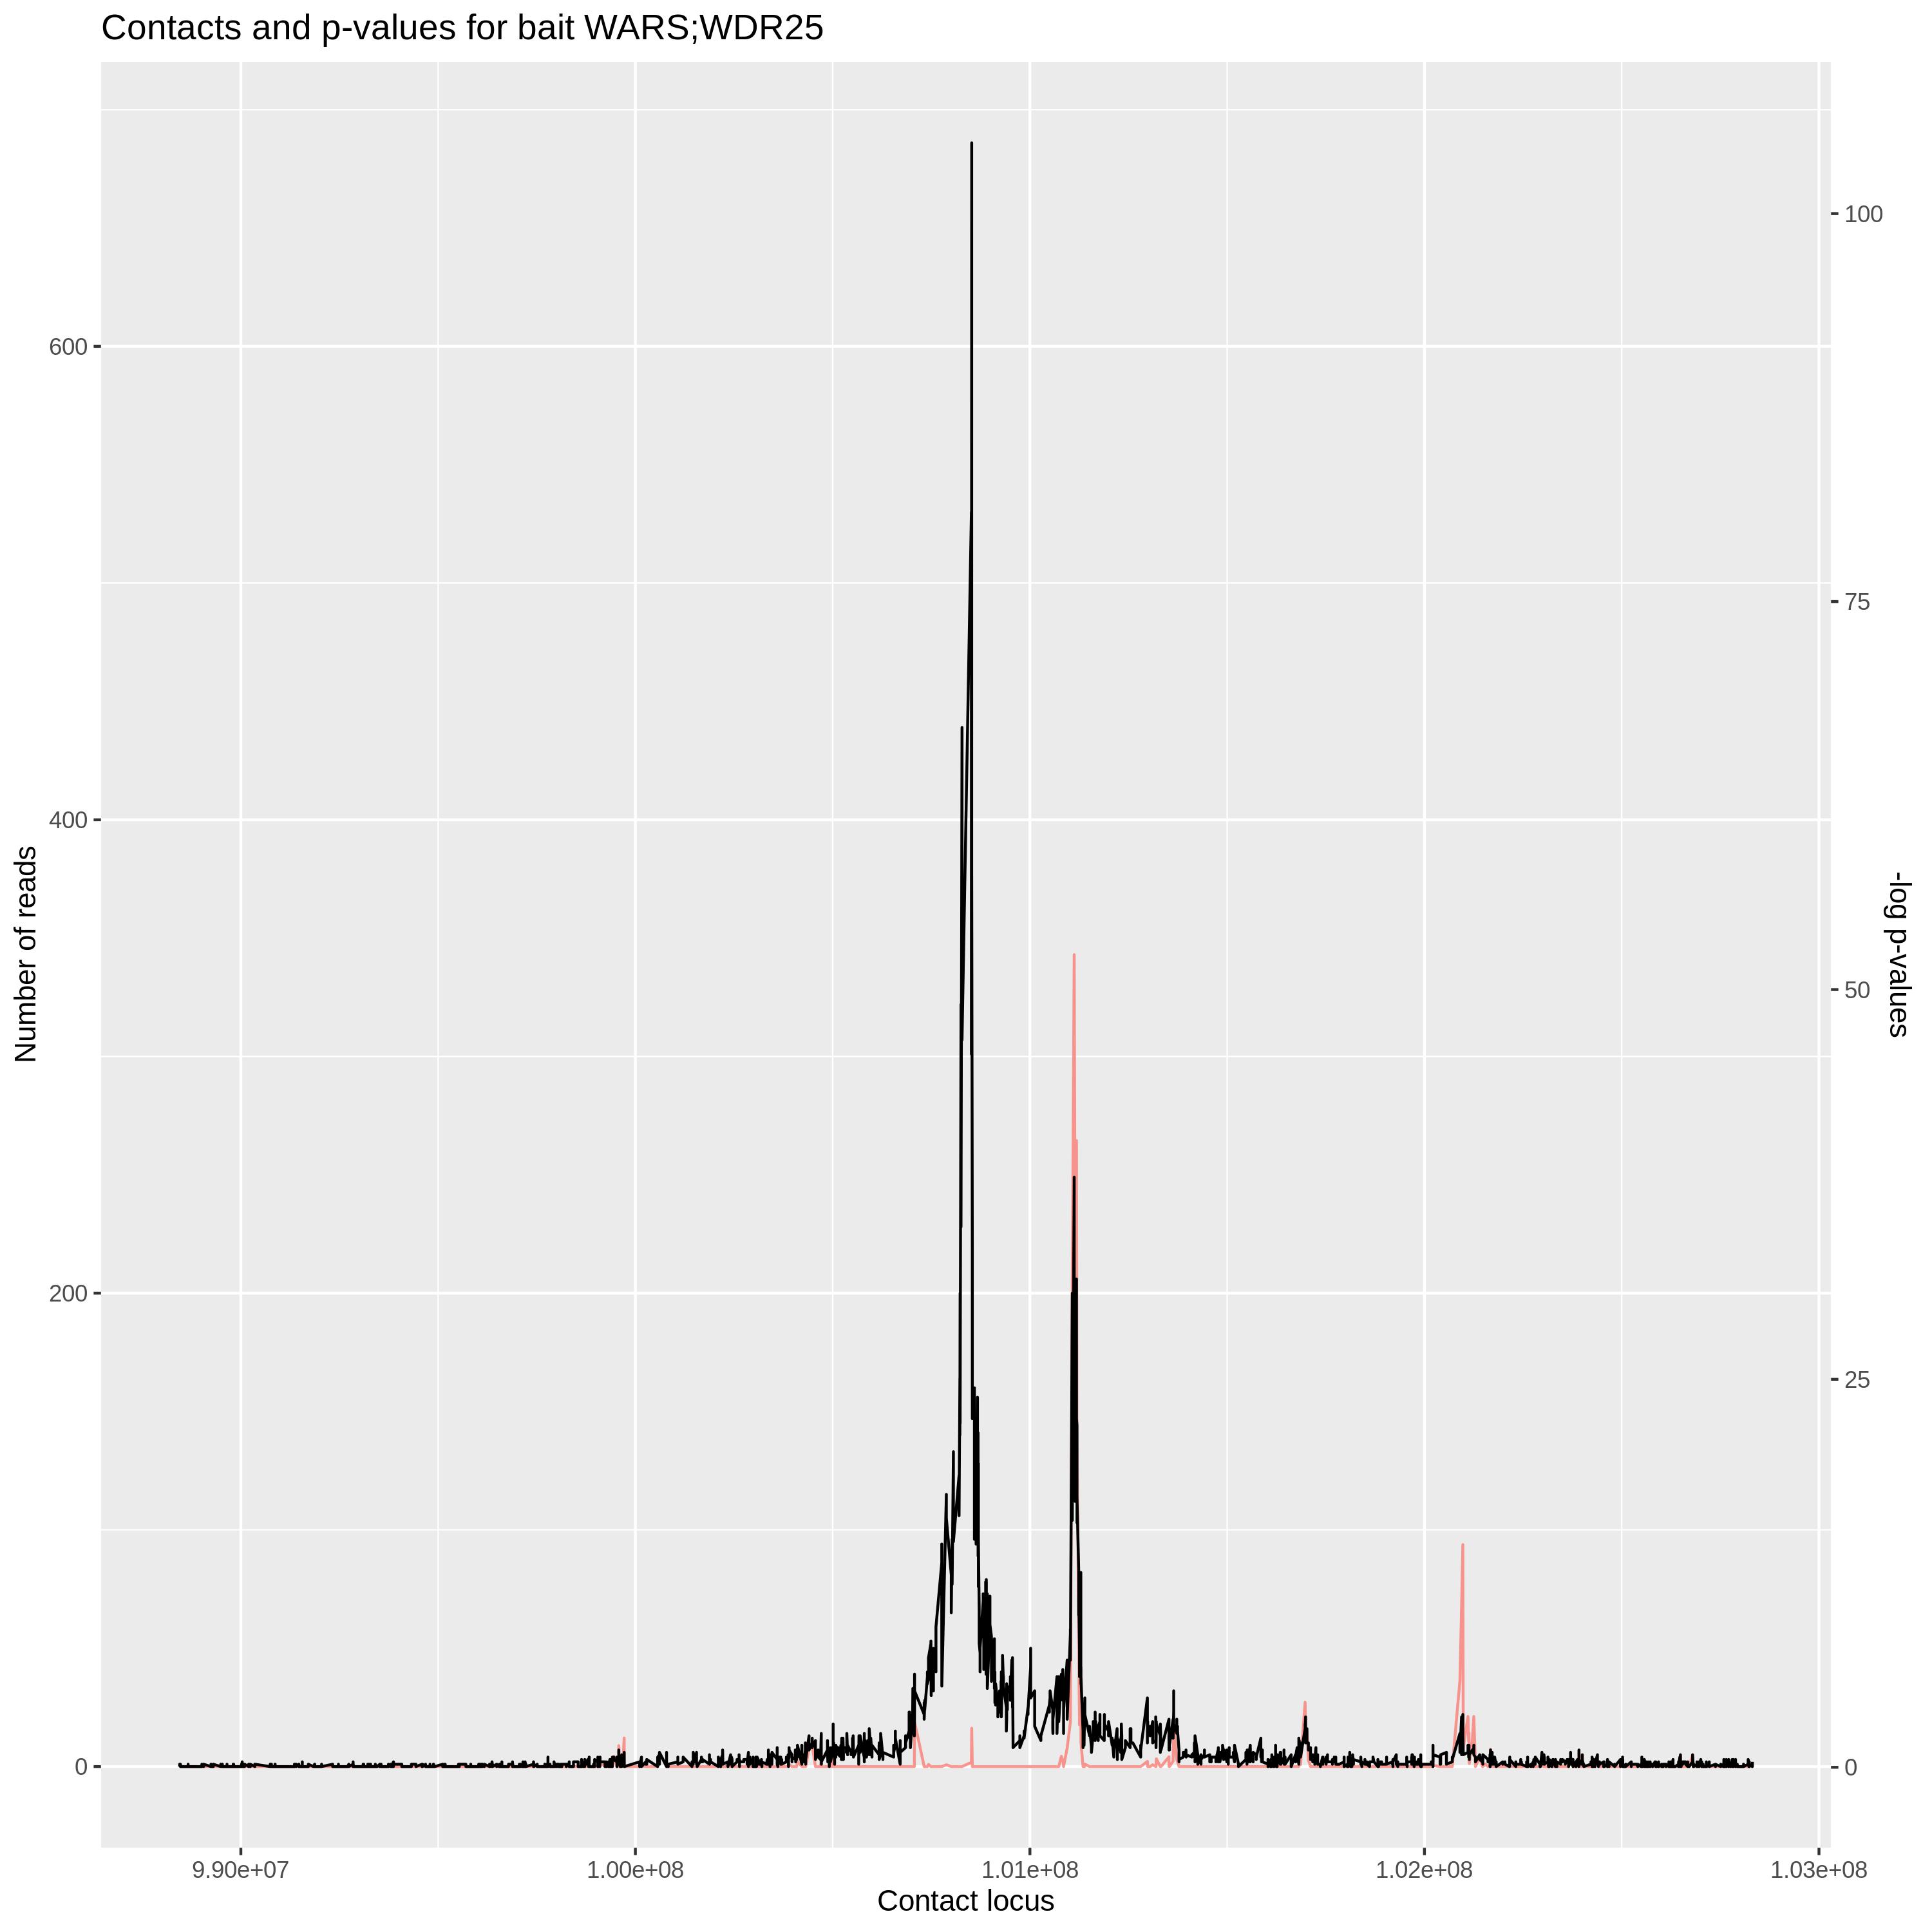 Contacts and p-values for bait WARS;WDR25
Number of reads
600
400
200
0
100
75
50
25
0
-log p-values
9.90e+07
1.00e+08
1.01e+08
1.02e+08
1.03e+08
Contact locus